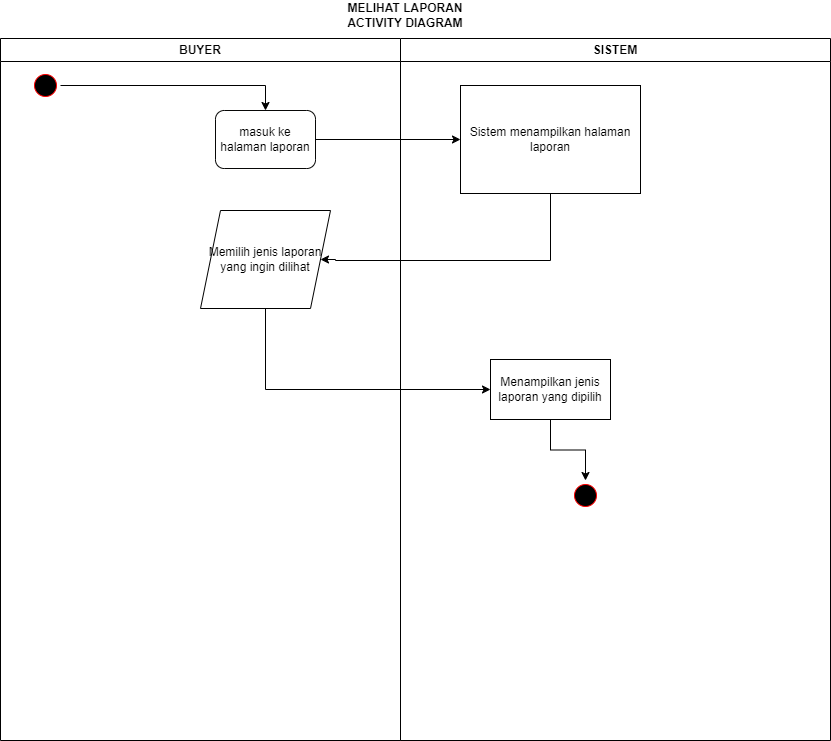 MELIHAT LAPORAN
ACTIVITY DIAGRAM
BUYER
SISTEM
masuk ke
halaman laporan
Sistem menampilkan halaman
laporan
Memilih jenis laporan
yang ingin dilihat
Menampilkan jenis
laporan yang dipilih